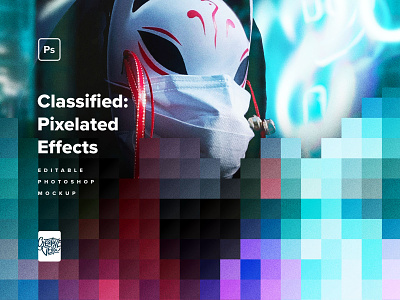 Ps
Classified:
Pixelated
Effects
EDITABLE
PHOTOSHOP
MOCKUP